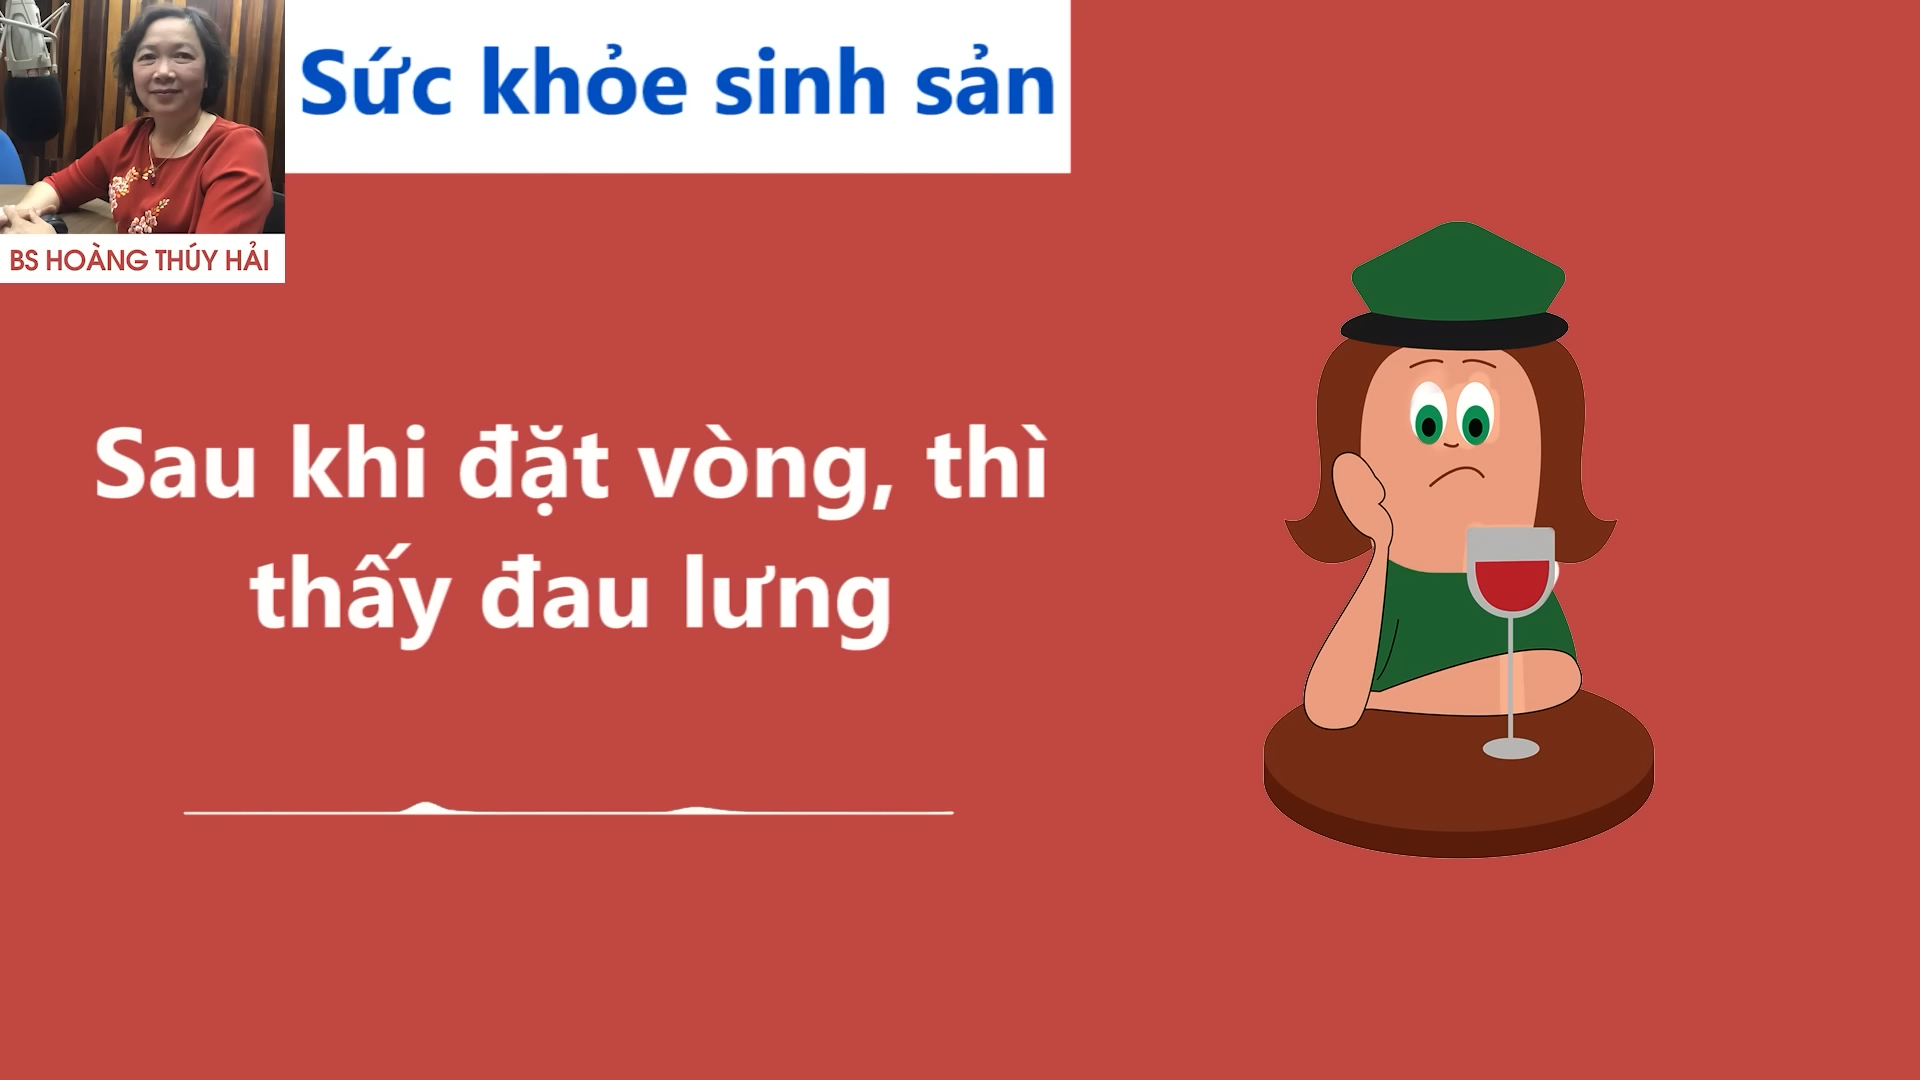 Sức khỏe sinh sản
BS HOÀNG THÚY HẢI
Sau khi đặt vòng, thì
thấy đau lưng